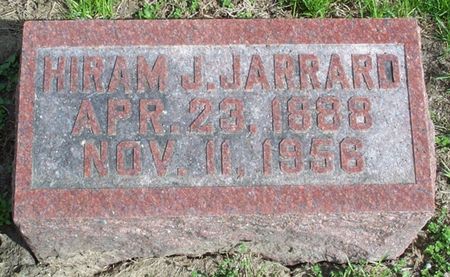 HIRAM J. JARRARD
APR. 23, 1888
NOV. 11, 1956